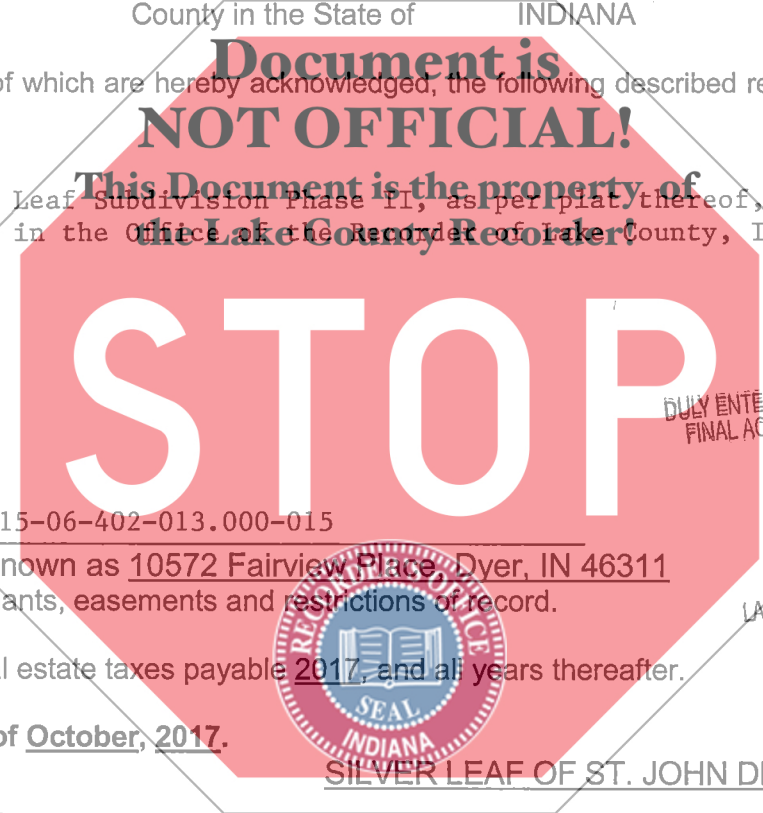 County in the State of INDIANA
Document is
of which are hereby acknowledged, the following described re
NOT OFFICIAL!
This Document is the property of
Leaf Subdivision Phase II, as per plat thereof,
the Lake County Recorder!
in the Office of the Recorder of Lake County, I
STOP
DULY ENTE
FINAL AC
15-06-402-013.000-015
nown as 10572 Fairview Place, Dyer, IN 46311
ants, easements and restrictions of record.
LA
l estate taxes payable 2017, and all years thereafter.
of October, 2017.
RECORDER'S OFFICE
SEAL
INDIANA
SILVER LEAF OF ST. JOHN DE